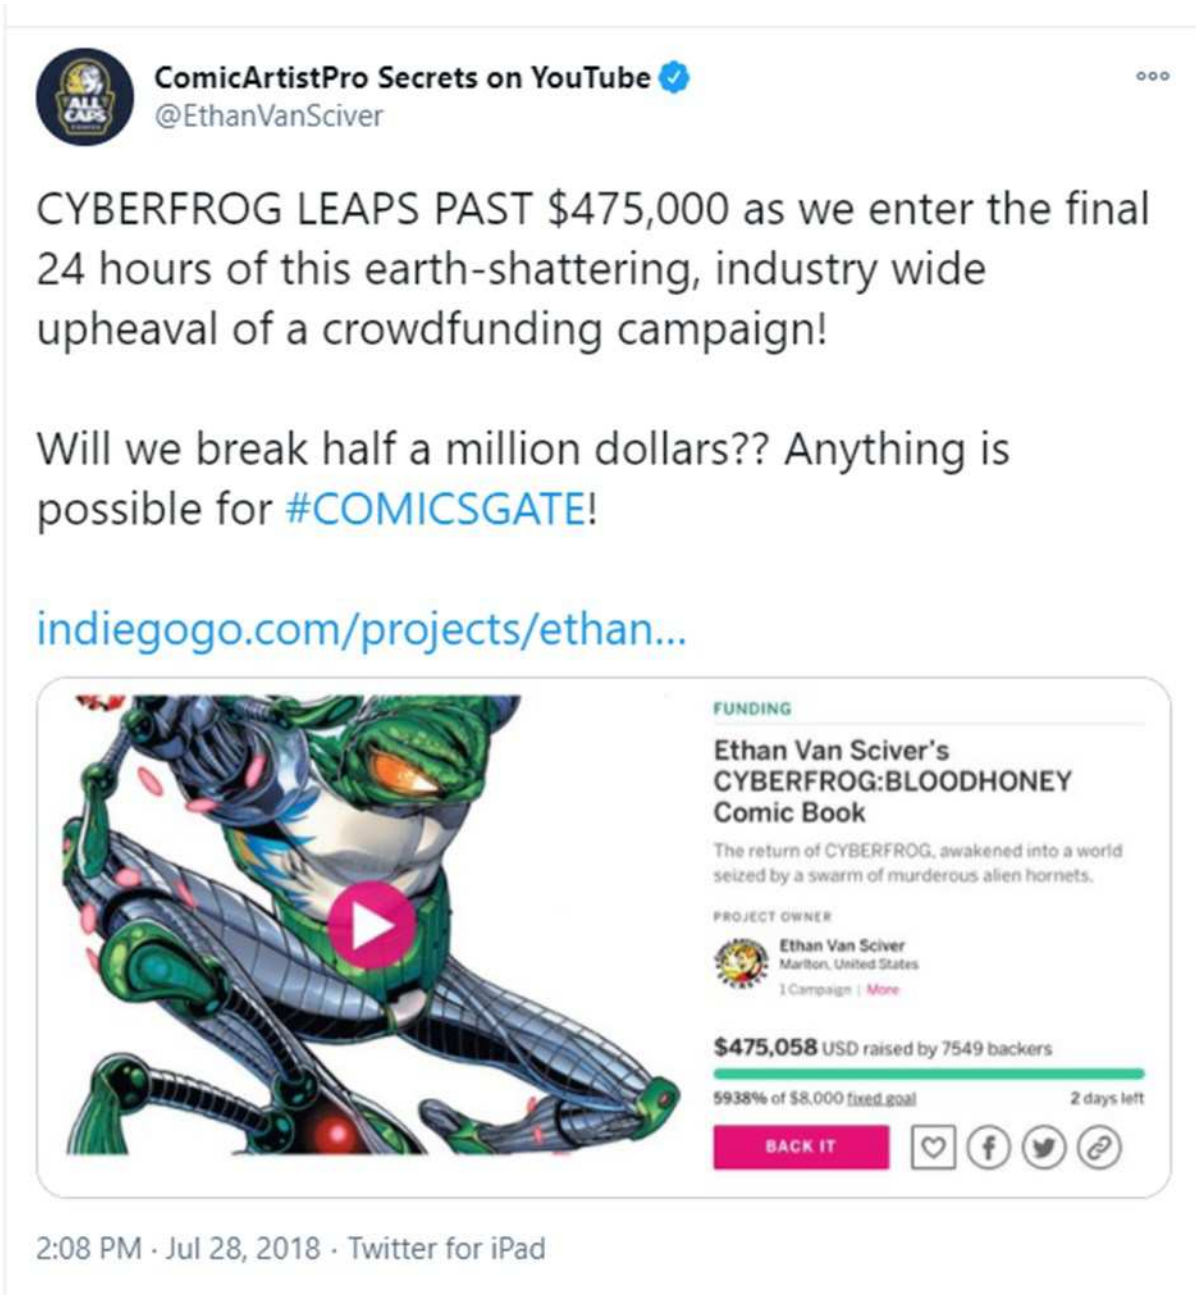 ComicArtistPro Secrets on YouTube
@EthanVanSciver
ALL
CAPS
COMICS
CYBERFROG LEAPS PAST $475,000 as we enter the final
24 hours of this earth-shattering, industry wide
upheaval of a crowdfunding campaign!
Will we break half a million dollars?? Anything is
possible for #COMICSGATE!
indiegogo.com/projects/ethan...
FUNDING
Ethan Van Sciver's
CYBERFROG:BLOODHONEY
Comic Book
The return of CYBERFROG, awakened into a world
seized by a swarm of murderous alien hornets.
PROJECT OWNER
Ethan Van Sciver
Marlton, United States
1 Campaign | More
$475,058 USD raised by 7549 backers
5938% of $8,000 fixed goal
2 days left
BACK IT
2:08 PM · Jul 28, 2018 · Twitter for iPad